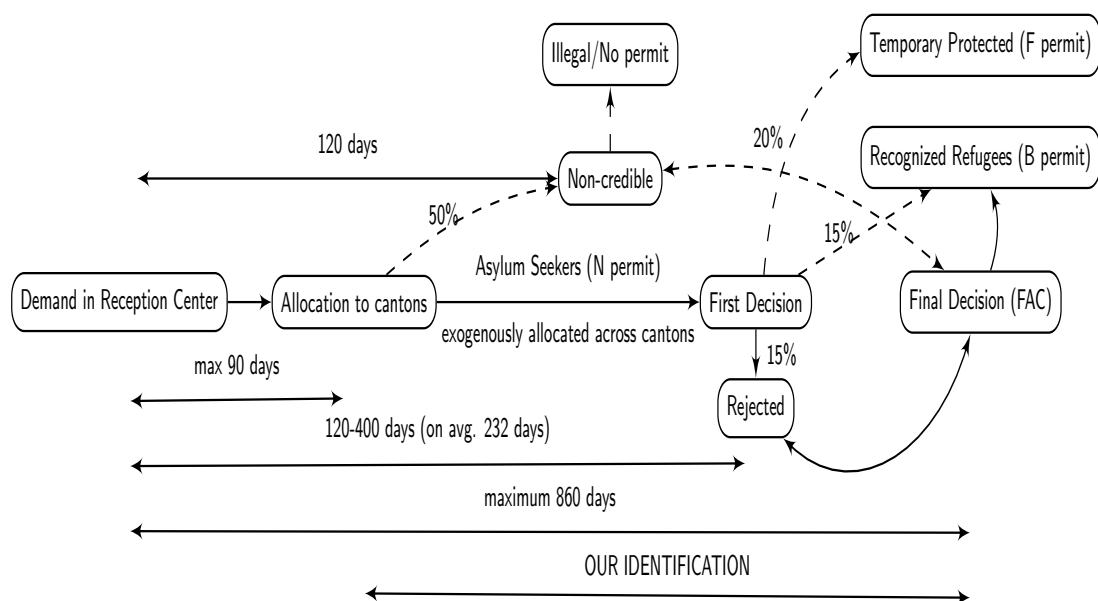 Temporary Protected (F permit)
Illegal/No permit
20%
120 days
Recognized Refugees (B permit)
Non-credible
50%
15%
Asylum Seekers (N permit)
Demand in Reception Center
Allocation to cantons
First Decision
Final Decision (FAC)
exogenously allocated across cantons
15%
max 90 days
Rejected
120-400 days (on avg. 232 days)
maximum 860 days
OUR IDENTIFICATION